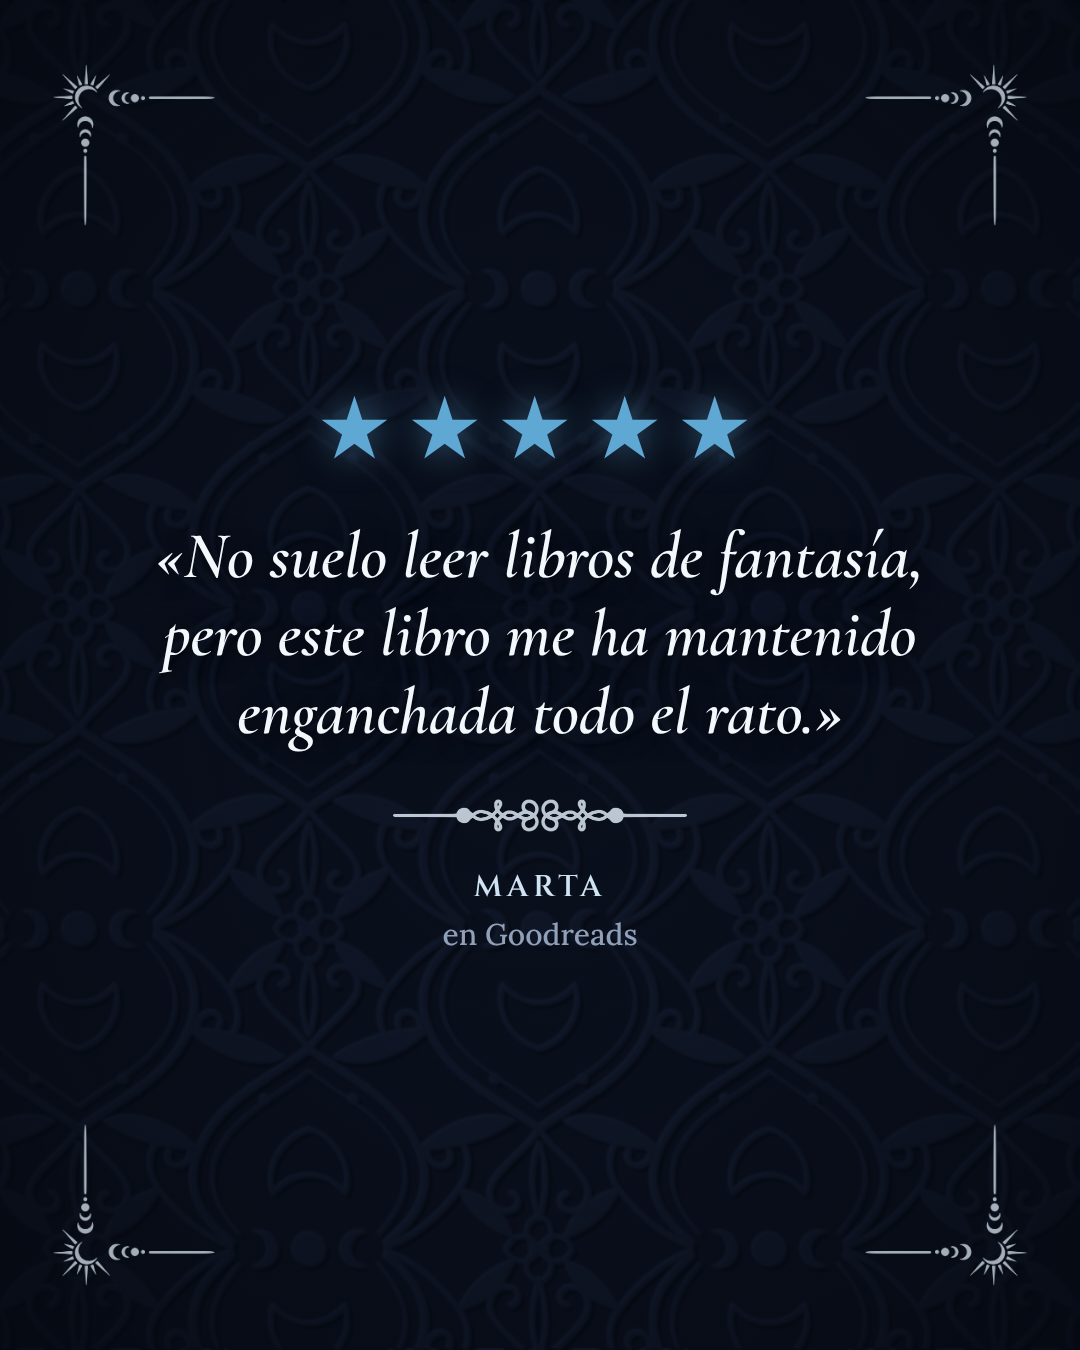 «No suelo leer libros de fantasía,
pero este libro me ha mantenido
enganchada todo el rato.»
MARTA
en Goodreads